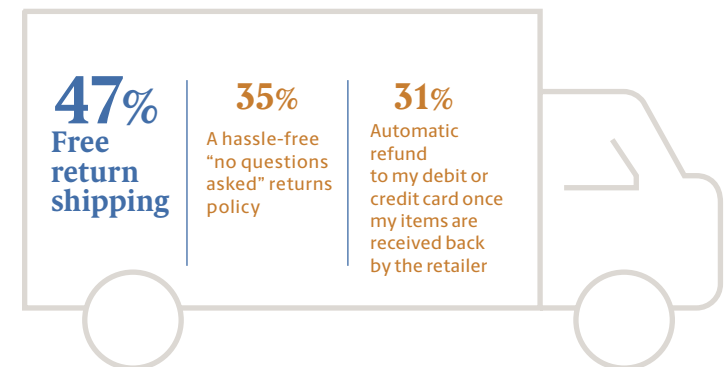 47%
Free
return
shipping
35%
A hassle-free
“no questions
asked” returns
policy
31%
Automatic
refund
to my debit or
credit card once
my items are
received back
by the retailer